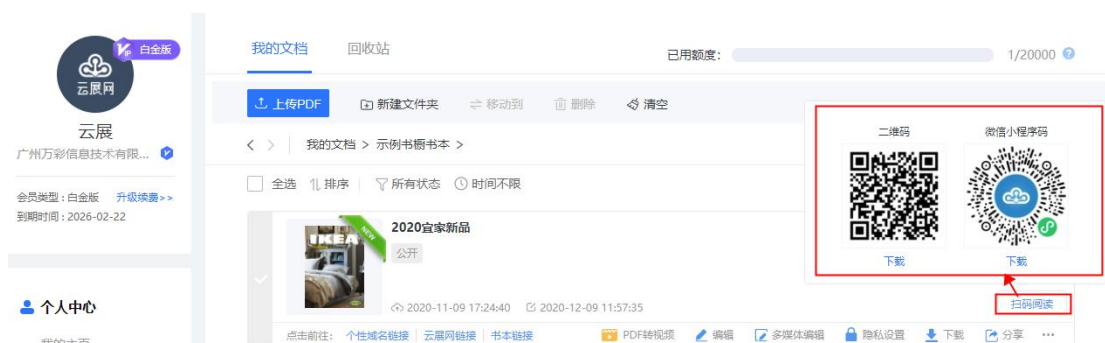 白金版
云展网
云展
广州万彩信息技术有限...
会员类型：白金版 升级续费>>
到期时间：2026-02-22
个人中心
我的文档 回收站 已用额度： 1/20000
上传PDF 新建文件夹 移动到 删除 清空
< > 我的文档 > 示例书橱书本 >
全选 排序 所有状态 时间不限
二维码 微信小程序码
下载 下载
扫码阅读
NEW
IKEA
2020宜家新品
公开
2020-11-09 17:24:40 2020-12-09 11:57:35
点击前往： 个性域名链接 云展网链接 书本链接 PDF转视频 编辑 多媒体编辑 隐私设置 下载 分享 ···